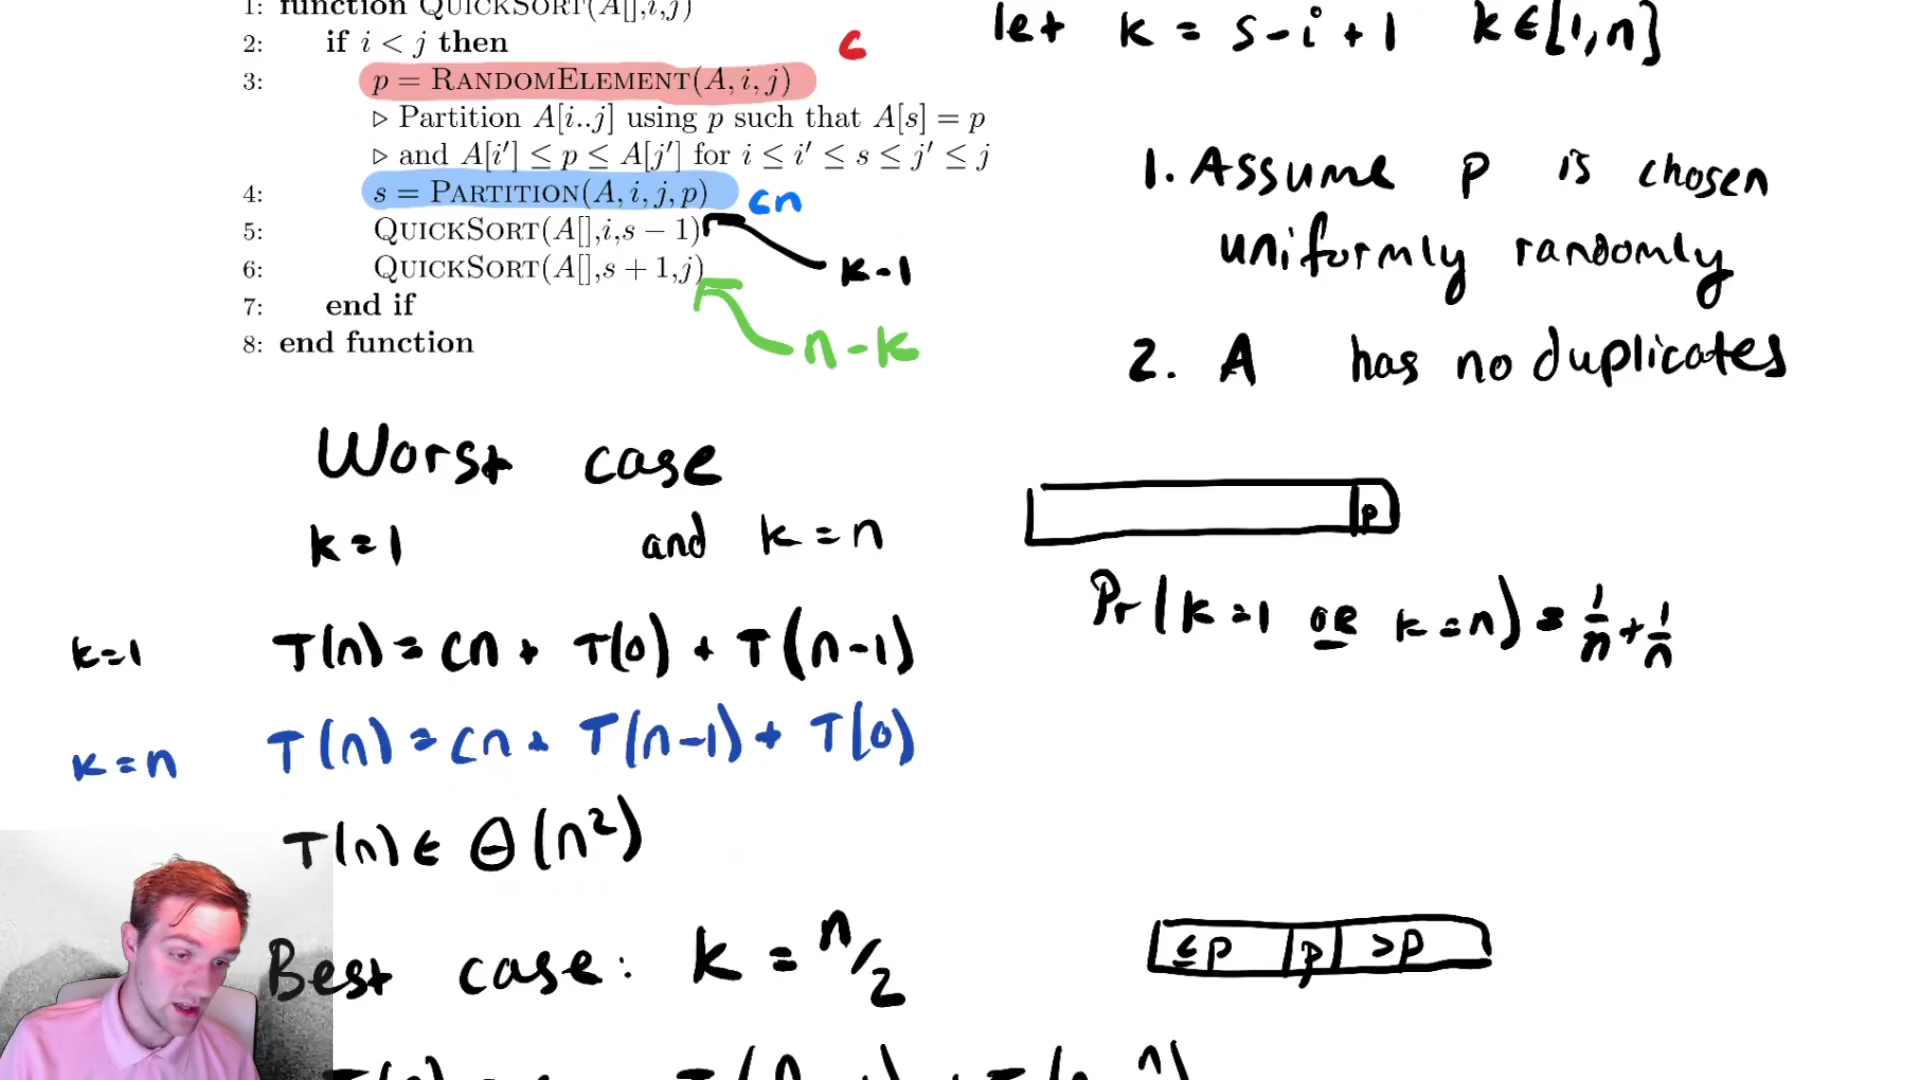 1: function QUICKSORT(A[],i,j)
2: if i < j then
3: p = RANDOMELEMENT(A, i, j)
c
▷ Partition A[i..j] using p such that A[s] = p
▷ and A[i′] ≤ p ≤ A[j′] for i ≤ i′ ≤ s ≤ j′ ≤ j
4: s = PARTITION(A, i, j, p)
cn
5: QUICKSORT(A[],i,s − 1)
k-1
6: QUICKSORT(A[],s + 1,j)
n-k
7: end if
8: end function
let k = s-i+1 k∈[1,n]
1. Assume p is chosen
uniformly randomly
2. A has no duplicates
Worst case
k=1 and k=n
p
Pr(k=1 OR k=n) = 1/n + 1/n
k=1 T(n) = cn + T(0) + T(n-1)
k=n T(n) = cn + T(n-1) + T(0)
T(n) ∈ Θ(n²)
Best case: k = n/2
≤p p >p